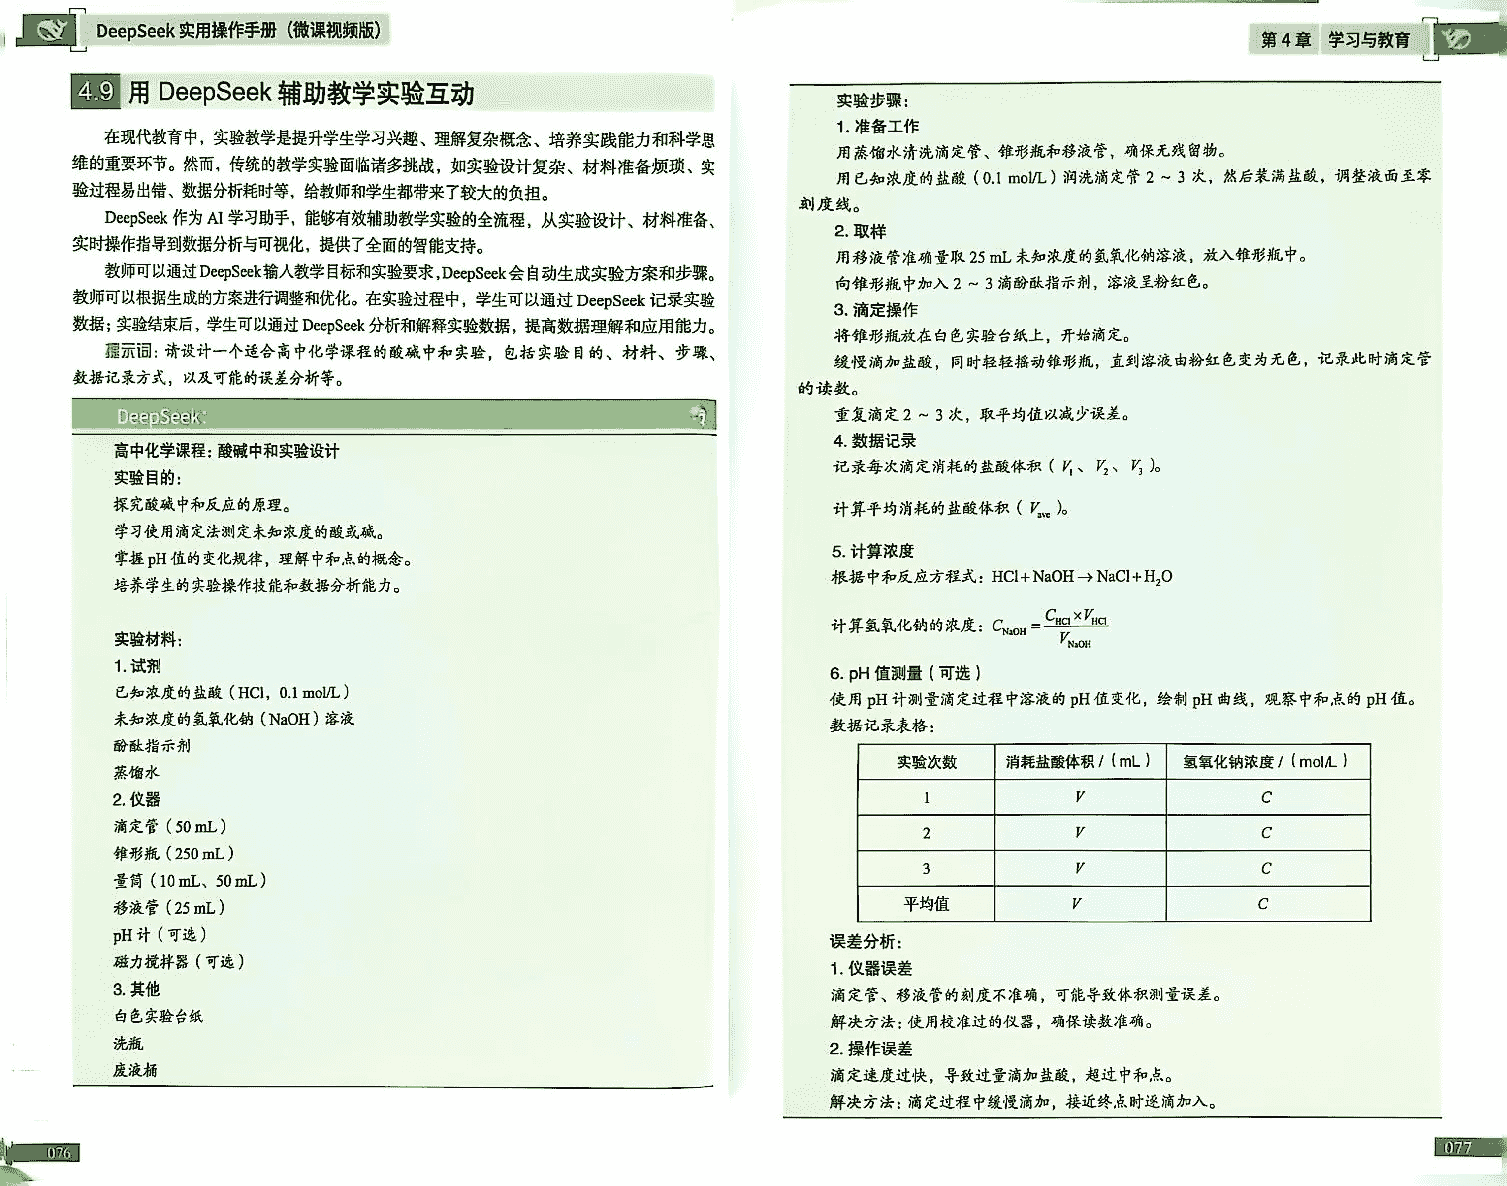 DeepSeek 实用操作手册（微课视频版）
4.9 用 DeepSeek 辅助教学实验互动
在现代教育中，实验教学是提升学生学习兴趣、理解复杂概念、培养实践能力和科学思
维的重要环节。然而，传统的教学实验面临诸多挑战，如实验设计复杂、材料准备烦琐、实
验过程易出错、数据分析耗时等，给教师和学生都带来了较大的负担。
DeepSeek 作为 AI 学习助手，能够有效辅助教学实验的全流程，从实验设计、材料准备、
实时操作指导到数据分析与可视化，提供了全面的智能支持。
教师可以通过DeepSeek输入教学目标和实验要求，DeepSeek会自动生成实验方案和步骤。
教师可以根据生成的方案进行调整和优化。在实验过程中，学生可以通过 DeepSeek 记录实验
数据；实验结束后，学生可以通过 DeepSeek 分析和解释实验数据，提高数据理解和应用能力。
提示词：请设计一个适合高中化学课程的酸碱中和实验，包括实验目的、材料、步骤、
数据记录方式，以及可能的误差分析等。
DeepSeek：
高中化学课程：酸碱中和实验设计
实验目的：
探究酸碱中和反应的原理。
学习使用滴定法测定未知浓度的酸或碱。
掌握 pH 值的变化规律，理解中和点的概念。
培养学生的实验操作技能和数据分析能力。
实验材料：
1. 试剂
已知浓度的盐酸（HCl，0.1 mol/L）
未知浓度的氢氧化钠（NaOH）溶液
酚酞指示剂
蒸馏水
2. 仪器
滴定管（50 mL）
锥形瓶（250 mL）
量筒（10 mL、50 mL）
移液管（25 mL）
pH 计（可选）
磁力搅拌器（可选）
3. 其他
白色实验台纸
洗瓶
废液桶
076
第 4 章 学习与教育
实验步骤：
1. 准备工作
用蒸馏水清洗滴定管、锥形瓶和移液管，确保无残留物。
用已知浓度的盐酸（0.1 mol/L）润洗滴定管 2 ~ 3 次，然后装满盐酸，调整液面至零
刻度线。
2. 取样
用移液管准确量取 25 mL 未知浓度的氢氧化钠溶液，放入锥形瓶中。
向锥形瓶中加入 2 ~ 3 滴酚酞指示剂，溶液呈粉红色。
3. 滴定操作
将锥形瓶放在白色实验台纸上，开始滴定。
缓慢滴加盐酸，同时轻轻摇动锥形瓶，直到溶液由粉红色变为无色，记录此时滴定管
的读数。
重复滴定 2 ~ 3 次，取平均值以减少误差。
4. 数据记录
记录每次滴定消耗的盐酸体积（V₁、V₂、V₃）。
计算平均消耗的盐酸体积（V_ave）。
5. 计算浓度
根据中和反应方程式：HCl+NaOH→NaCl+H₂O
计算氢氧化钠的浓度：C_NaOH = (C_HCl×V_HCl)/V_NaOH
6. pH 值测量（可选）
使用 pH 计测量滴定过程中溶液的 pH 值变化，绘制 pH 曲线，观察中和点的 pH 值。
数据记录表格：
实验次数 消耗盐酸体积 /（mL） 氢氧化钠浓度 /（mol/L）
1 V C
2 V C
3 V C
平均值 V C
误差分析：
1. 仪器误差
滴定管、移液管的刻度不准确，可能导致体积测量误差。
解决方法：使用校准过的仪器，确保读数准确。
2. 操作误差
滴定速度过快，导致过量滴加盐酸，超过中和点。
解决方法：滴定过程中缓慢滴加，接近终点时逐滴加入。
077